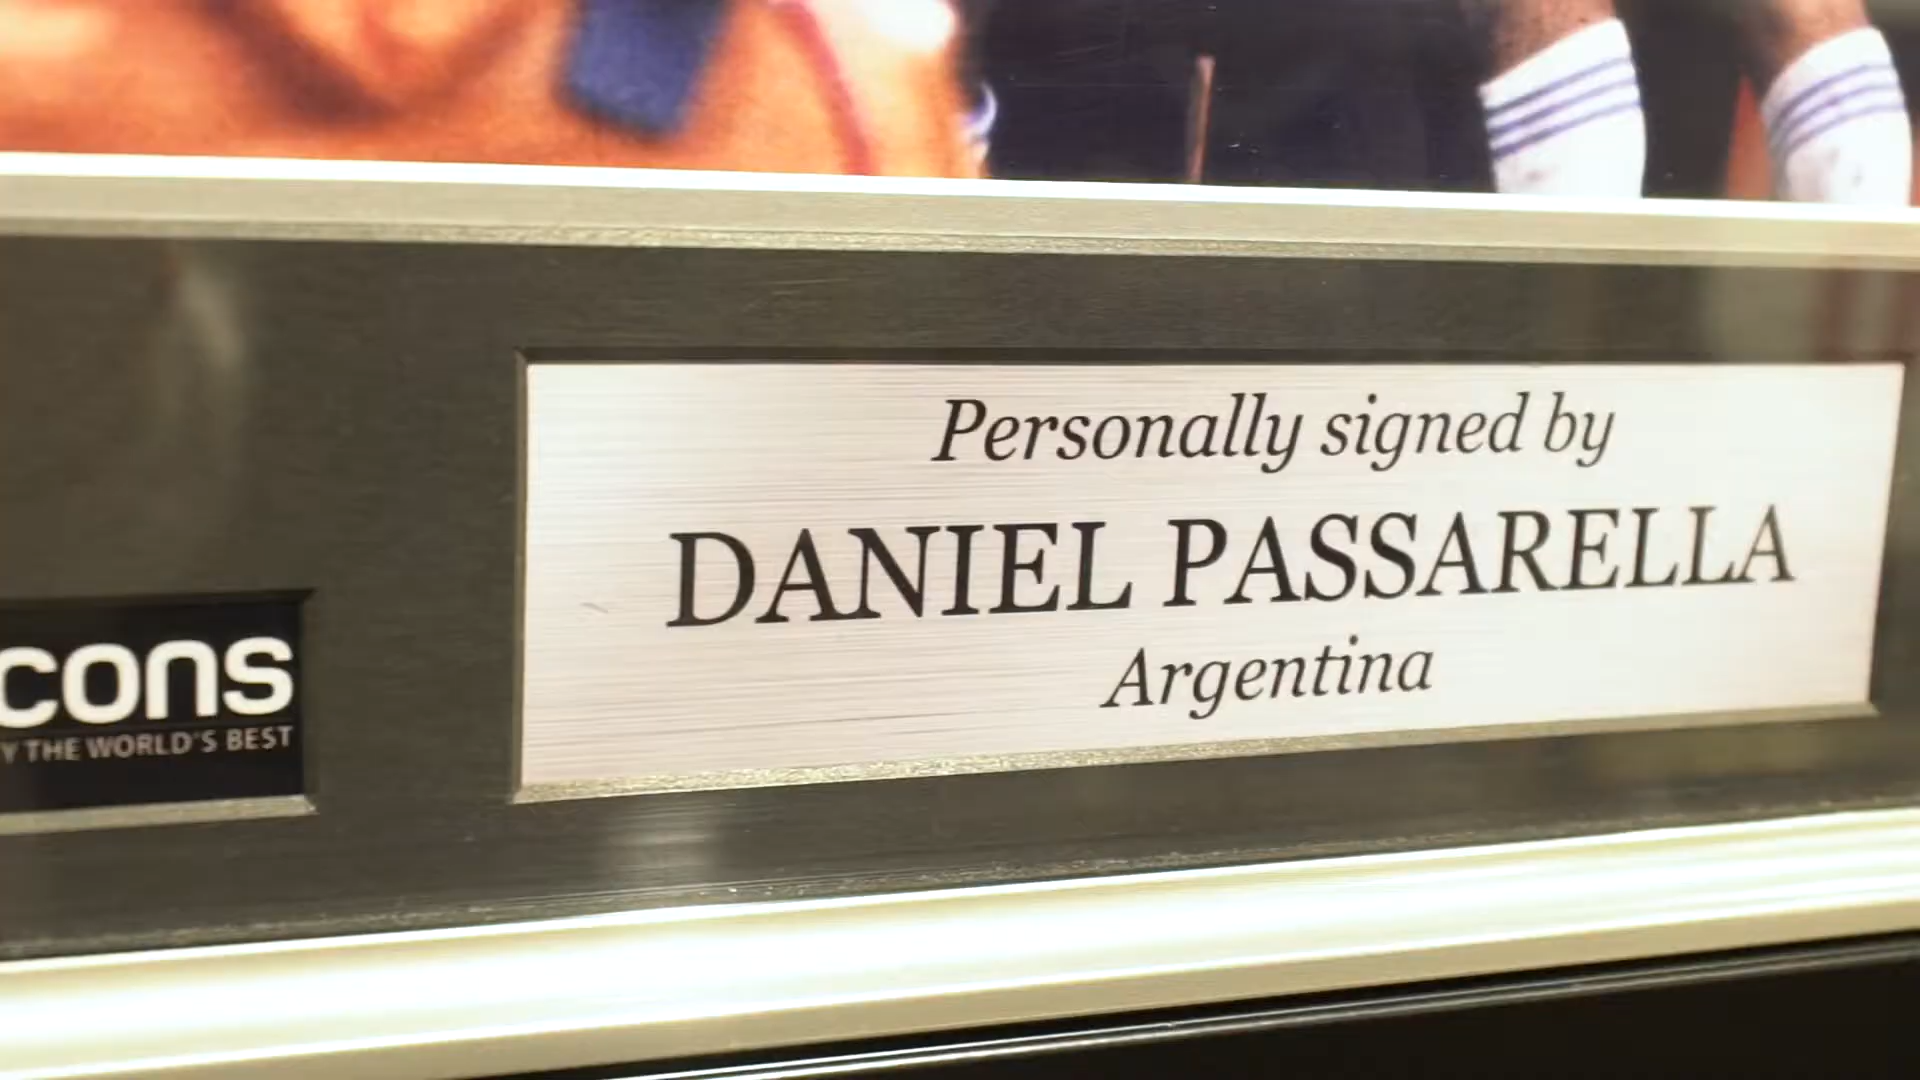 Personally signed by
DANIEL PASSARELLA
Argentina
cons
Y THE WORLD'S BEST